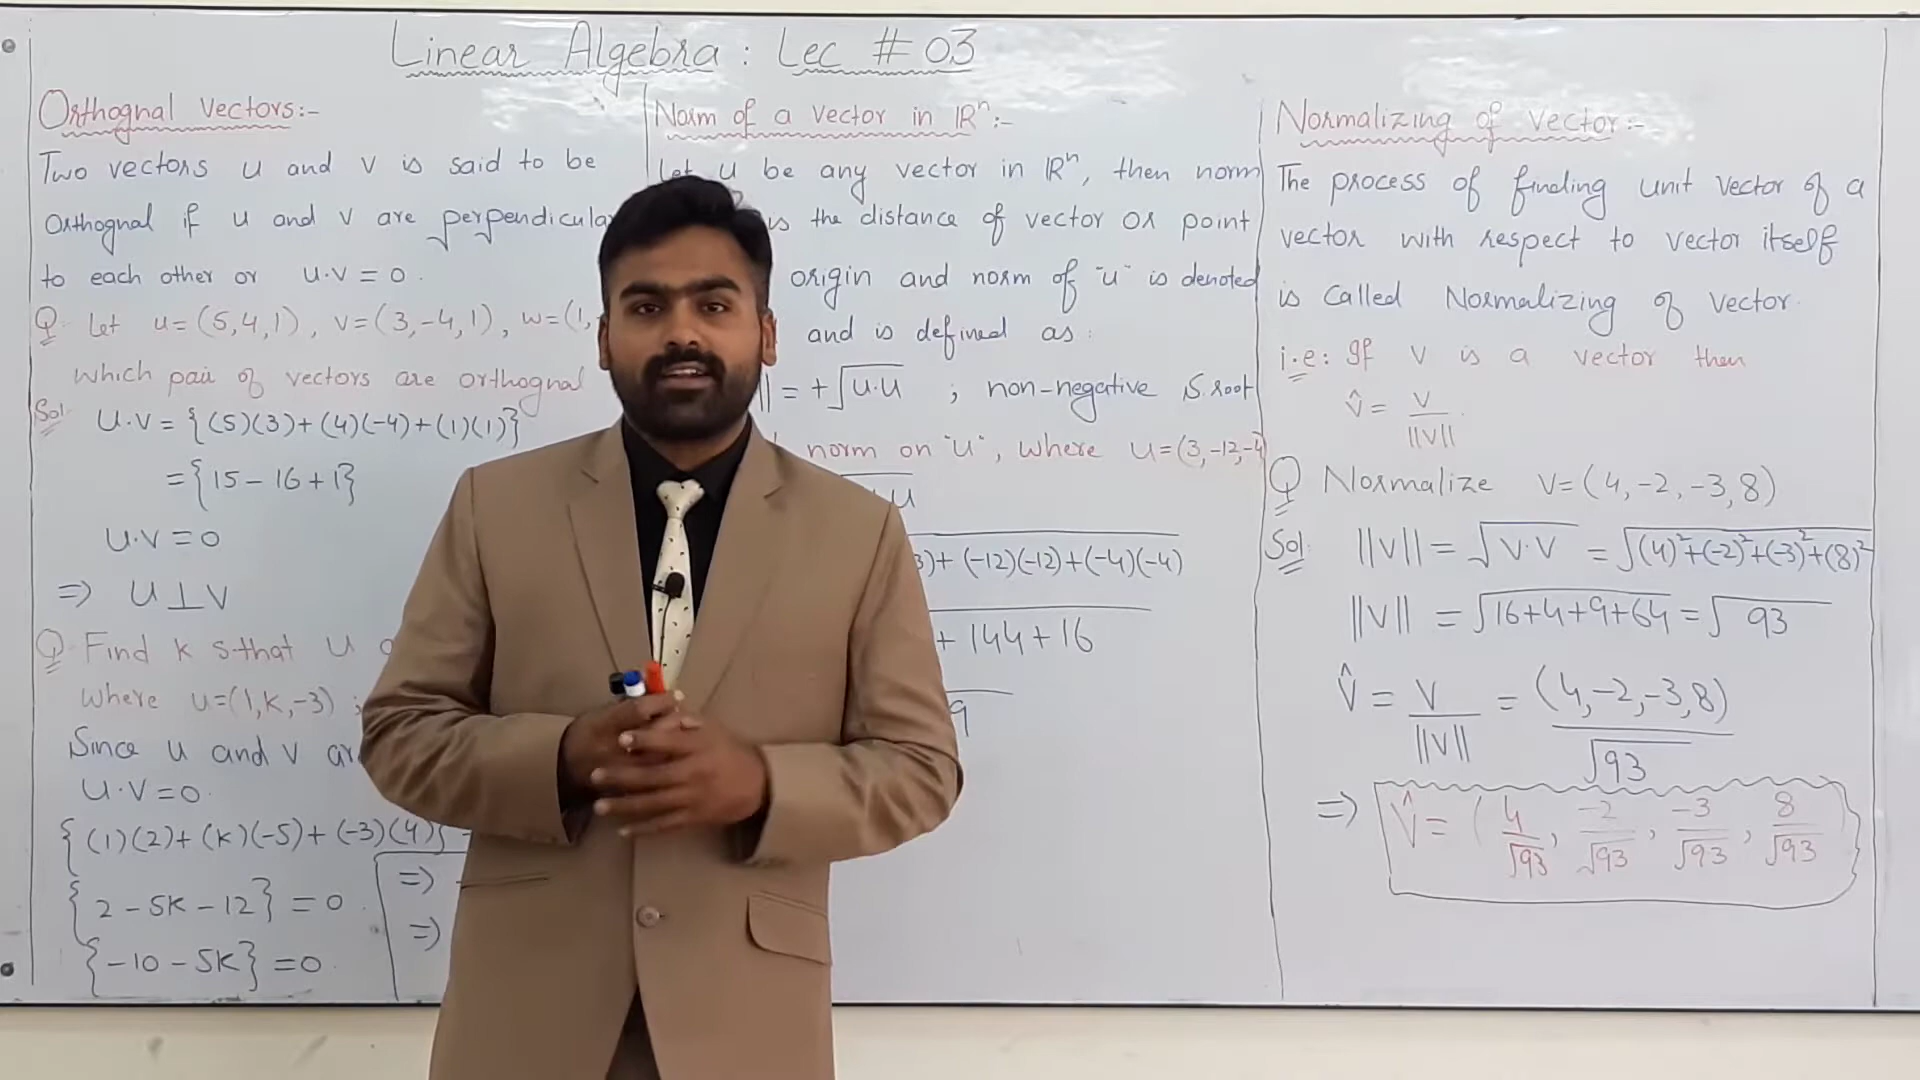 Linear Algebra : Lec # 03
Orthognal Vectors:-
Two vectors u and v is said to be
Orthognal if u and v are perpendicular
to each other or u·v = 0.
Q Let u=(5,4,1), v=(3,-4,1), w=(1,
which pair of vectors are orthognal
Sol: u·v = {(5)(3)+(4)(-4)+(1)(1)}
= {15-16+1}
u·v=0
⇒ u⊥v
Q Find k s·that u
where u=(1,k,-3) ;
Since u and v
u·v=0.
{(1)(2)+(k)(-5)+(-3)(4)}
{2-5k-12}=0
{-10-5k}=0
⇒
⇒
Norm of a vector in ℝⁿ:-
Let u be any vector in ℝⁿ, then norm
is the distance of vector or point
origin and norm of "u" is denoted
and is defined as:
= +√u·u ; non-negative S.root
norm on "u", where u=(3,-12,-4)
u
3)+(-12)(-12)+(-4)(-4)
+144+16
9
Normalizing of Vector:-
The process of finding unit vector of a
vector with respect to vector itself
is called Normalizing of vector.
i.e: If v is a vector then
v̂ = v/||v||.
Q Normalize v=(4,-2,-3,8)
Sol: ||v|| = √v·v = √(4)²+(-2)²+(-3)²+(8)²
||v|| = √16+4+9+64 = √93
v̂ = v/||v|| = (4,-2,-3,8)/√93
⇒ v̂ = (4/√93, -2/√93, -3/√93, 8/√93